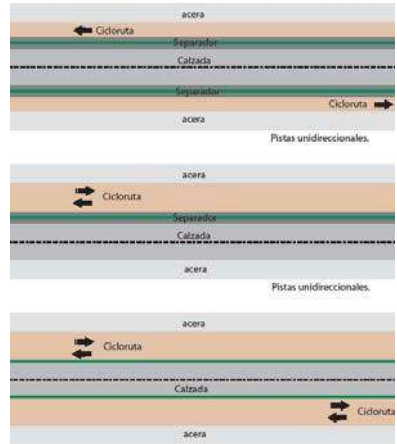 acera
Cicloruta
Separador
Calzada
Separador
Cicloruta
acera
Pistas unidireccionales.
acera
Cicloruta
Separador
Calzada
acera
Pistas unidireccionales.
acera
Cicloruta
Calzada
Cicloruta
acera